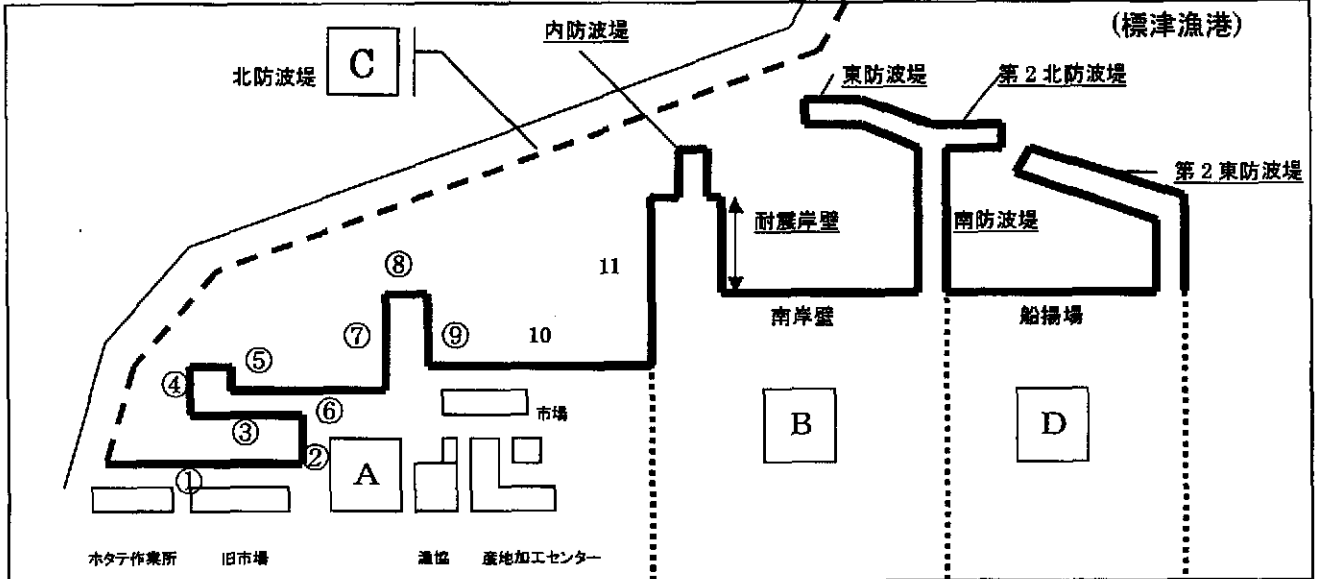 (標津漁港)
内防波堤
北防波堤
C
東防波堤
第2北防波堤
第2東防波堤
耐震岸壁
南防波堤
⑧
11
南岸壁
船揚場
⑦
⑨
10
⑤
④
⑥
市場
③
B
D
②
A
①
ホタテ作業所
旧市場
漁協
産地加工センター